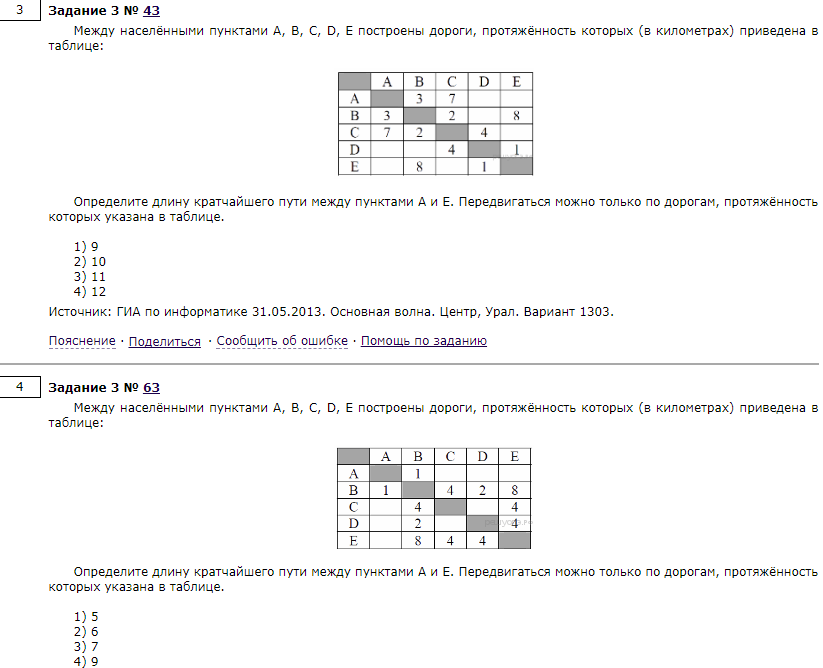 3
Задание 3 № 43
Между населёнными пунктами A, B, C, D, E построены дороги, протяжённость которых (в километрах) приведена в
таблице:
A B C D E
A 3 7
B 3 2 8
C 7 2 4
D 4 1
E 8 1
Определите длину кратчайшего пути между пунктами A и E. Передвигаться можно только по дорогам, протяжённость
которых указана в таблице.
1) 9
2) 10
3) 11
4) 12
Источник: ГИА по информатике 31.05.2013. Основная волна. Центр, Урал. Вариант 1303.
Пояснение · Поделиться · Сообщить об ошибке · Помощь по заданию
4
Задание 3 № 63
Между населёнными пунктами A, B, C, D, E построены дороги, протяжённость которых (в километрах) приведена в
таблице:
A B C D E
A 1
B 1 4 2 8
C 4 4
D 2 4
E 8 4 4
Определите длину кратчайшего пути между пунктами A и E. Передвигаться можно только по дорогам, протяжённость
которых указана в таблице.
1) 5
2) 6
3) 7
4) 9